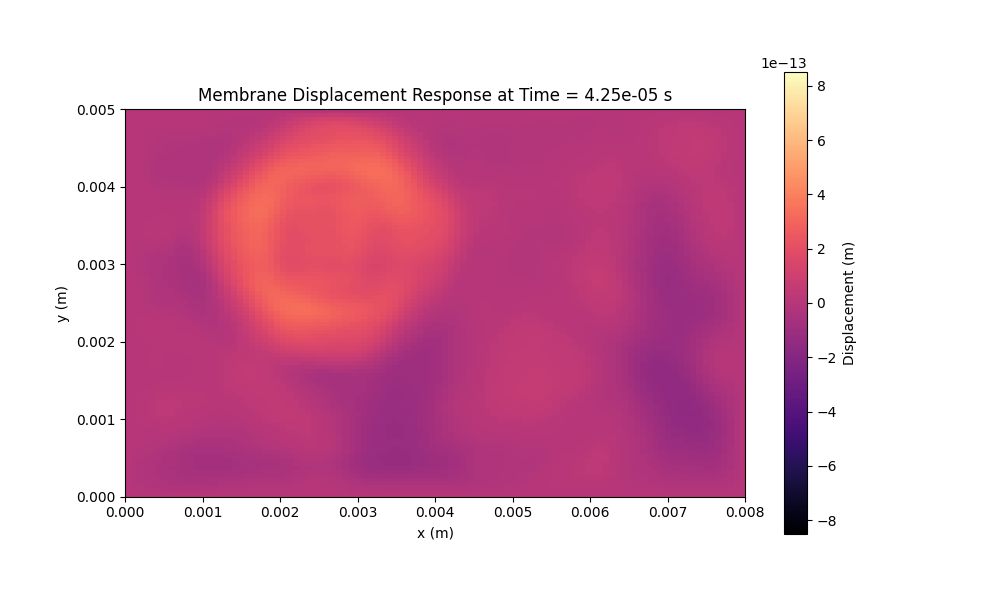 1e−13
Membrane Displacement Response at Time = 4.25e-05 s
0.005
0.004
0.003
0.002
0.001
0.000
y (m)
0.000 0.001 0.002 0.003 0.004 0.005 0.006 0.007 0.008
x (m)
8
6
4
2
0
−2
−4
−6
−8
Displacement (m)